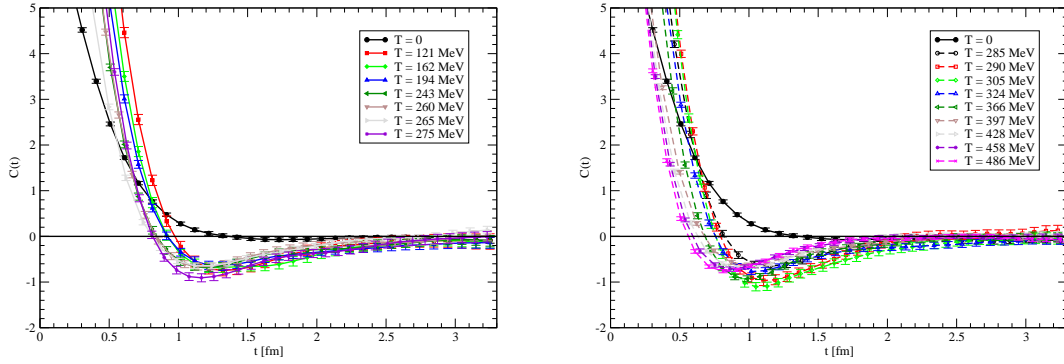 5
4
3
2
1
0
-1
-2
C(t)
0
0.5
1
1.5
2
2.5
3
t [fm]
T = 0
T = 121 MeV
T = 162 MeV
T = 194 MeV
T = 243 MeV
T = 260 MeV
T = 265 MeV
T = 275 MeV
5
4
3
2
1
0
-1
-2
C(t)
0
0.5
1
1.5
2
2.5
3
t [fm]
T = 0
T = 285 MeV
T = 290 MeV
T = 305 MeV
T = 324 MeV
T = 366 MeV
T = 397 MeV
T = 428 MeV
T = 458 MeV
T = 486 MeV